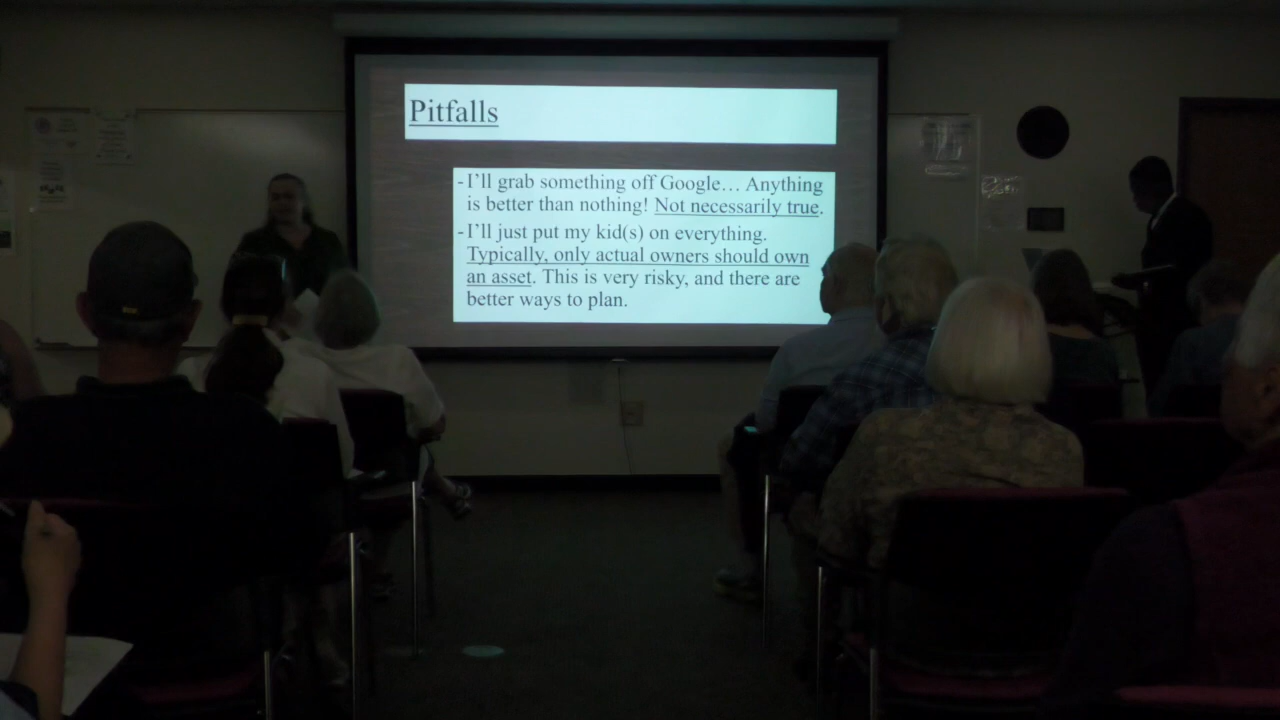 Pitfalls
-I'll grab something off Google... Anything
is better than nothing! Not necessarily true.
-I'll just put my kid(s) on everything.
Typically, only actual owners should own
an asset. This is very risky, and there are
better ways to plan.